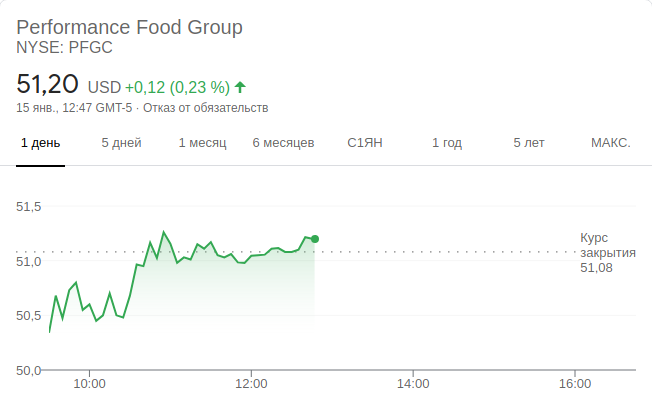 Performance Food Group
NYSE: PFGC
51,20 USD +0,12 (0,23 %)
15 янв., 12:47 GMT-5 · Отказ от обязательств
1 день 5 дней 1 месяц 6 месяцев С1ЯН 1 год 5 лет МАКС.
51,5
Курс
закрытия
51,08
51,0
50,5
50,0
10:00 12:00 14:00 16:00